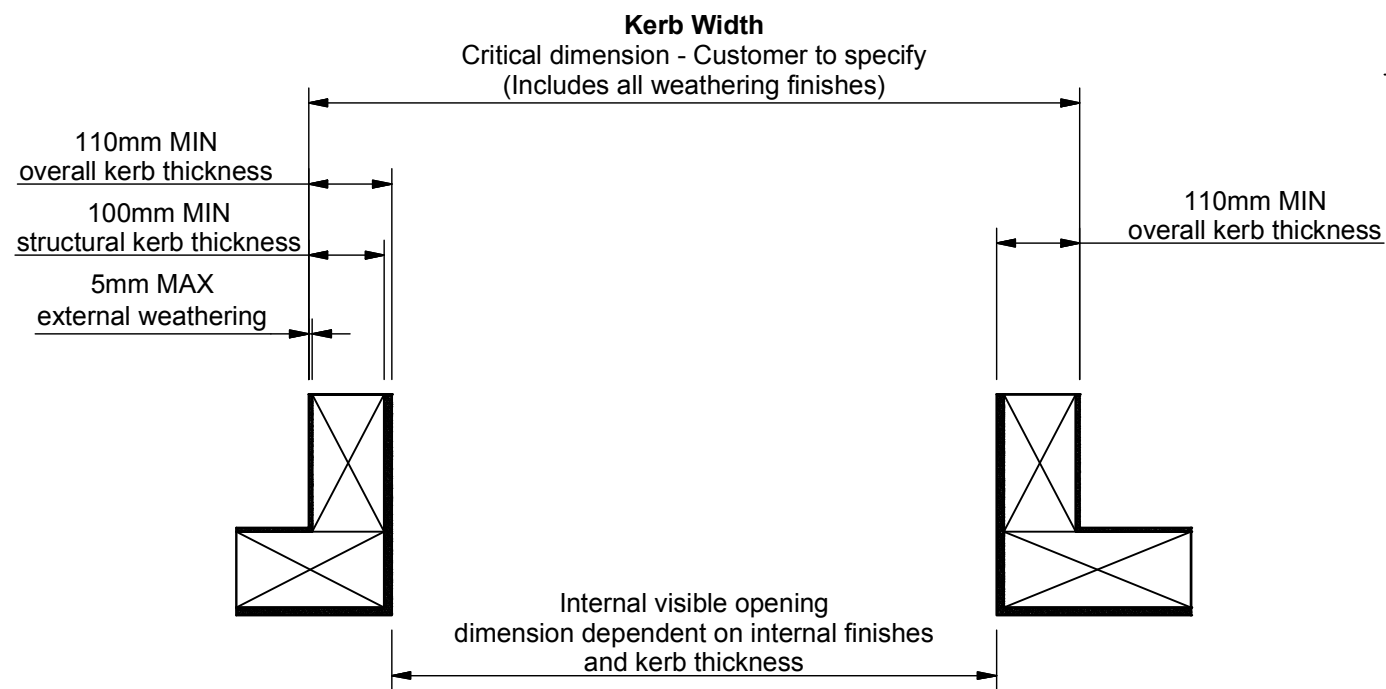 Kerb Width
Critical dimension - Customer to specify
(Includes all weathering finishes)
110mm MIN
overall kerb thickness
100mm MIN
structural kerb thickness
5mm MAX
external weathering
110mm MIN
overall kerb thickness
Internal visible opening
dimension dependent on internal finishes
and kerb thickness